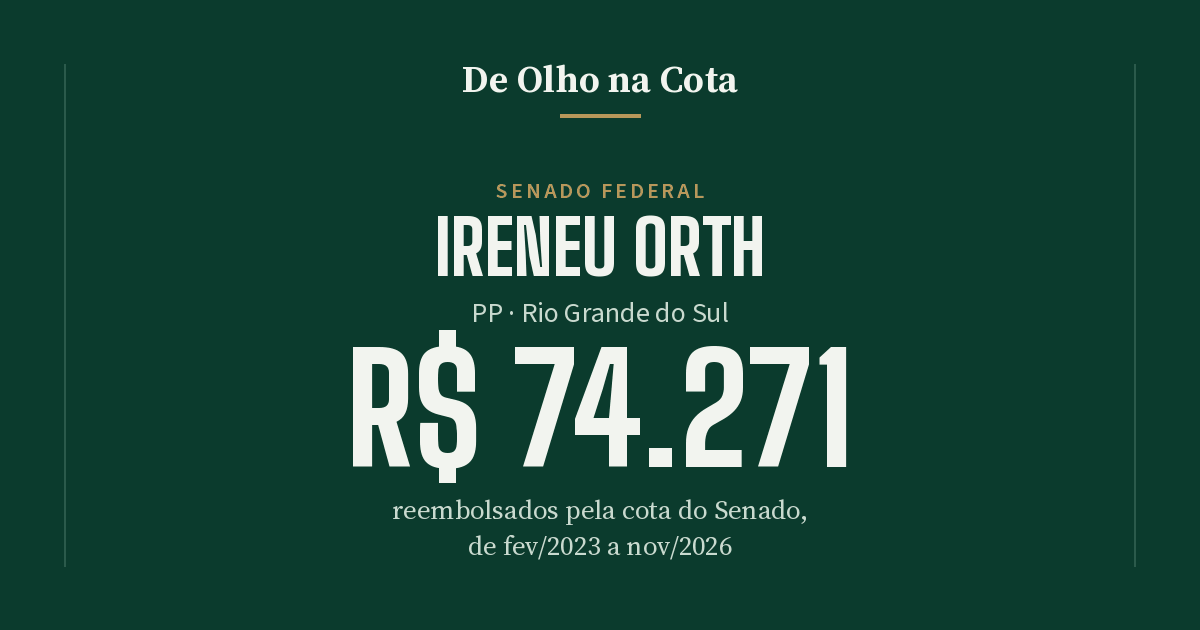 De Olho na Cota
SENADO FEDERAL
IRENEU ORTH
PP · Rio Grande do Sul
R$ 74.271
reembolsados pela cota do Senado,
de fev/2023 a nov/2026